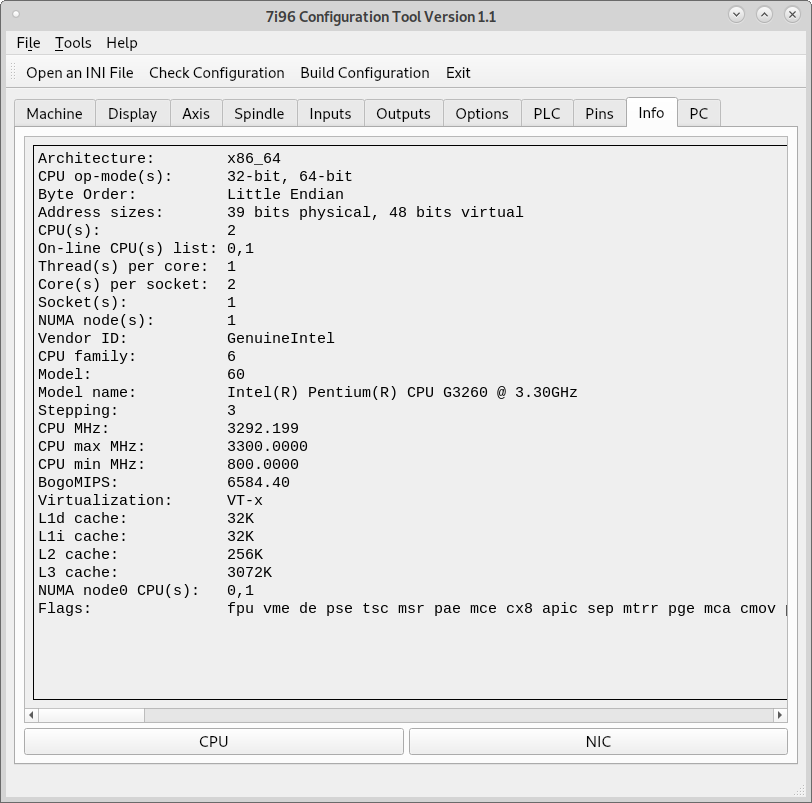 7i96 Configuration Tool Version 1.1
File Tools Help
Open an INI File Check Configuration Build Configuration Exit
Machine Display Axis Spindle Inputs Outputs Options PLC Pins Info PC
Architecture: x86_64
CPU op-mode(s): 32-bit, 64-bit
Byte Order: Little Endian
Address sizes: 39 bits physical, 48 bits virtual
CPU(s): 2
On-line CPU(s) list: 0,1
Thread(s) per core: 1
Core(s) per socket: 2
Socket(s): 1
NUMA node(s): 1
Vendor ID: GenuineIntel
CPU family: 6
Model: 60
Model name: Intel(R) Pentium(R) CPU G3260 @ 3.30GHz
Stepping: 3
CPU MHz: 3292.199
CPU max MHz: 3300.0000
CPU min MHz: 800.0000
BogoMIPS: 6584.40
Virtualization: VT-x
L1d cache: 32K
L1i cache: 32K
L2 cache: 256K
L3 cache: 3072K
NUMA node0 CPU(s): 0,1
Flags: fpu vme de pse tsc msr pae mce cx8 apic sep mtrr pge mca cmov
CPU NIC